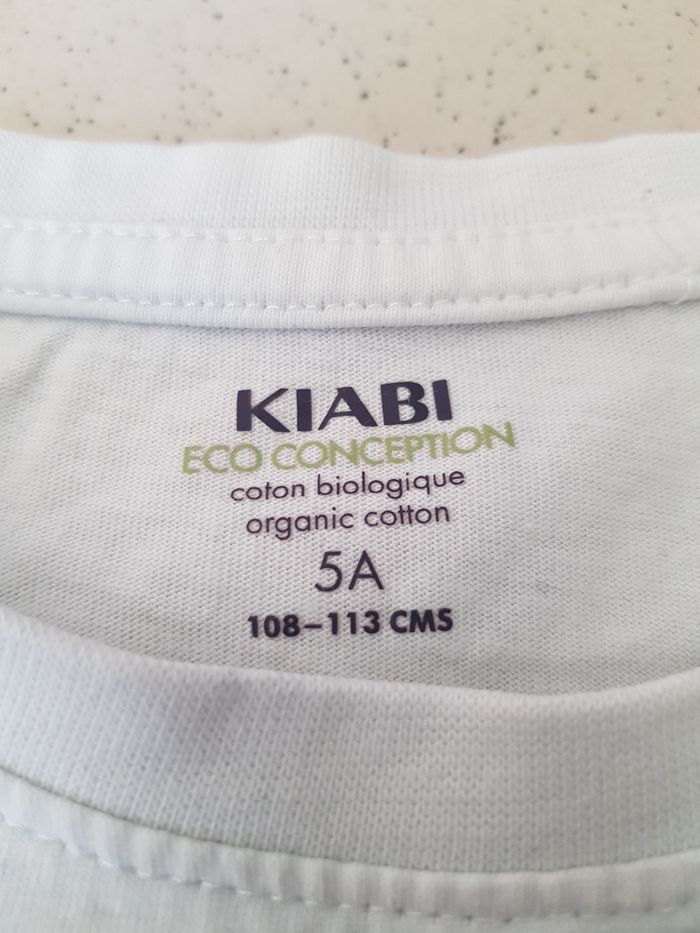 KIABI
ECO CONCEPTION
coton biologique
organic cotton
5A
108–113 CMS